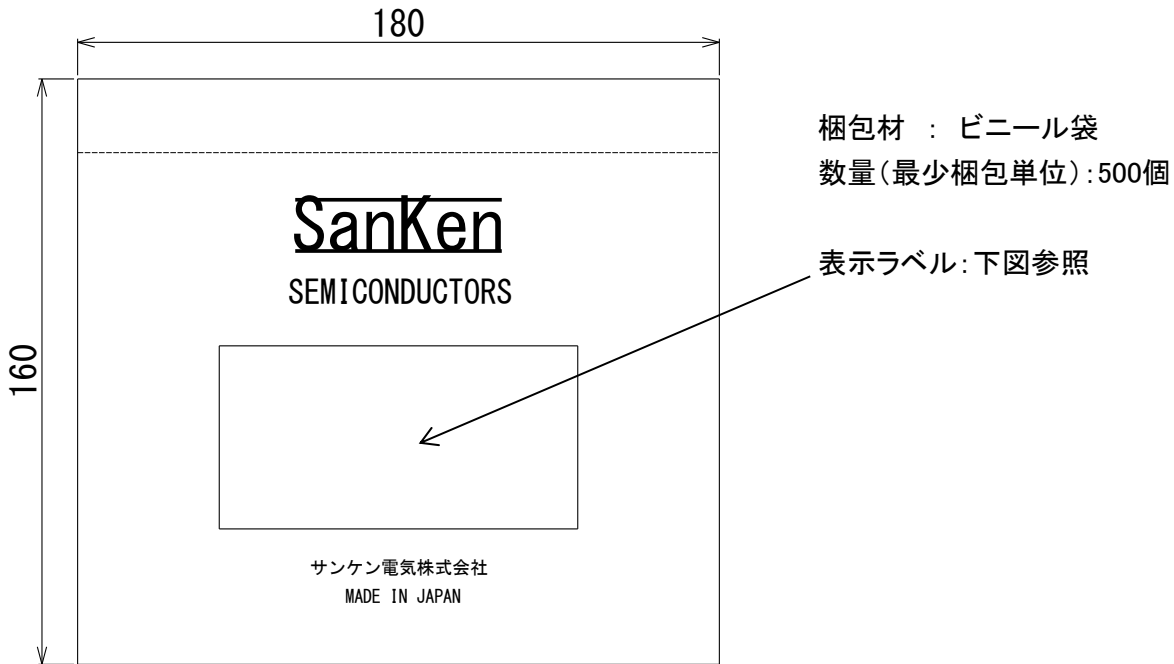 180
160
梱包材 : ビニール袋
数量(最少梱包単位):500個
表示ラベル:下図参照
SanKen
SEMICONDUCTORS
サンケン電気株式会社
MADE IN JAPAN